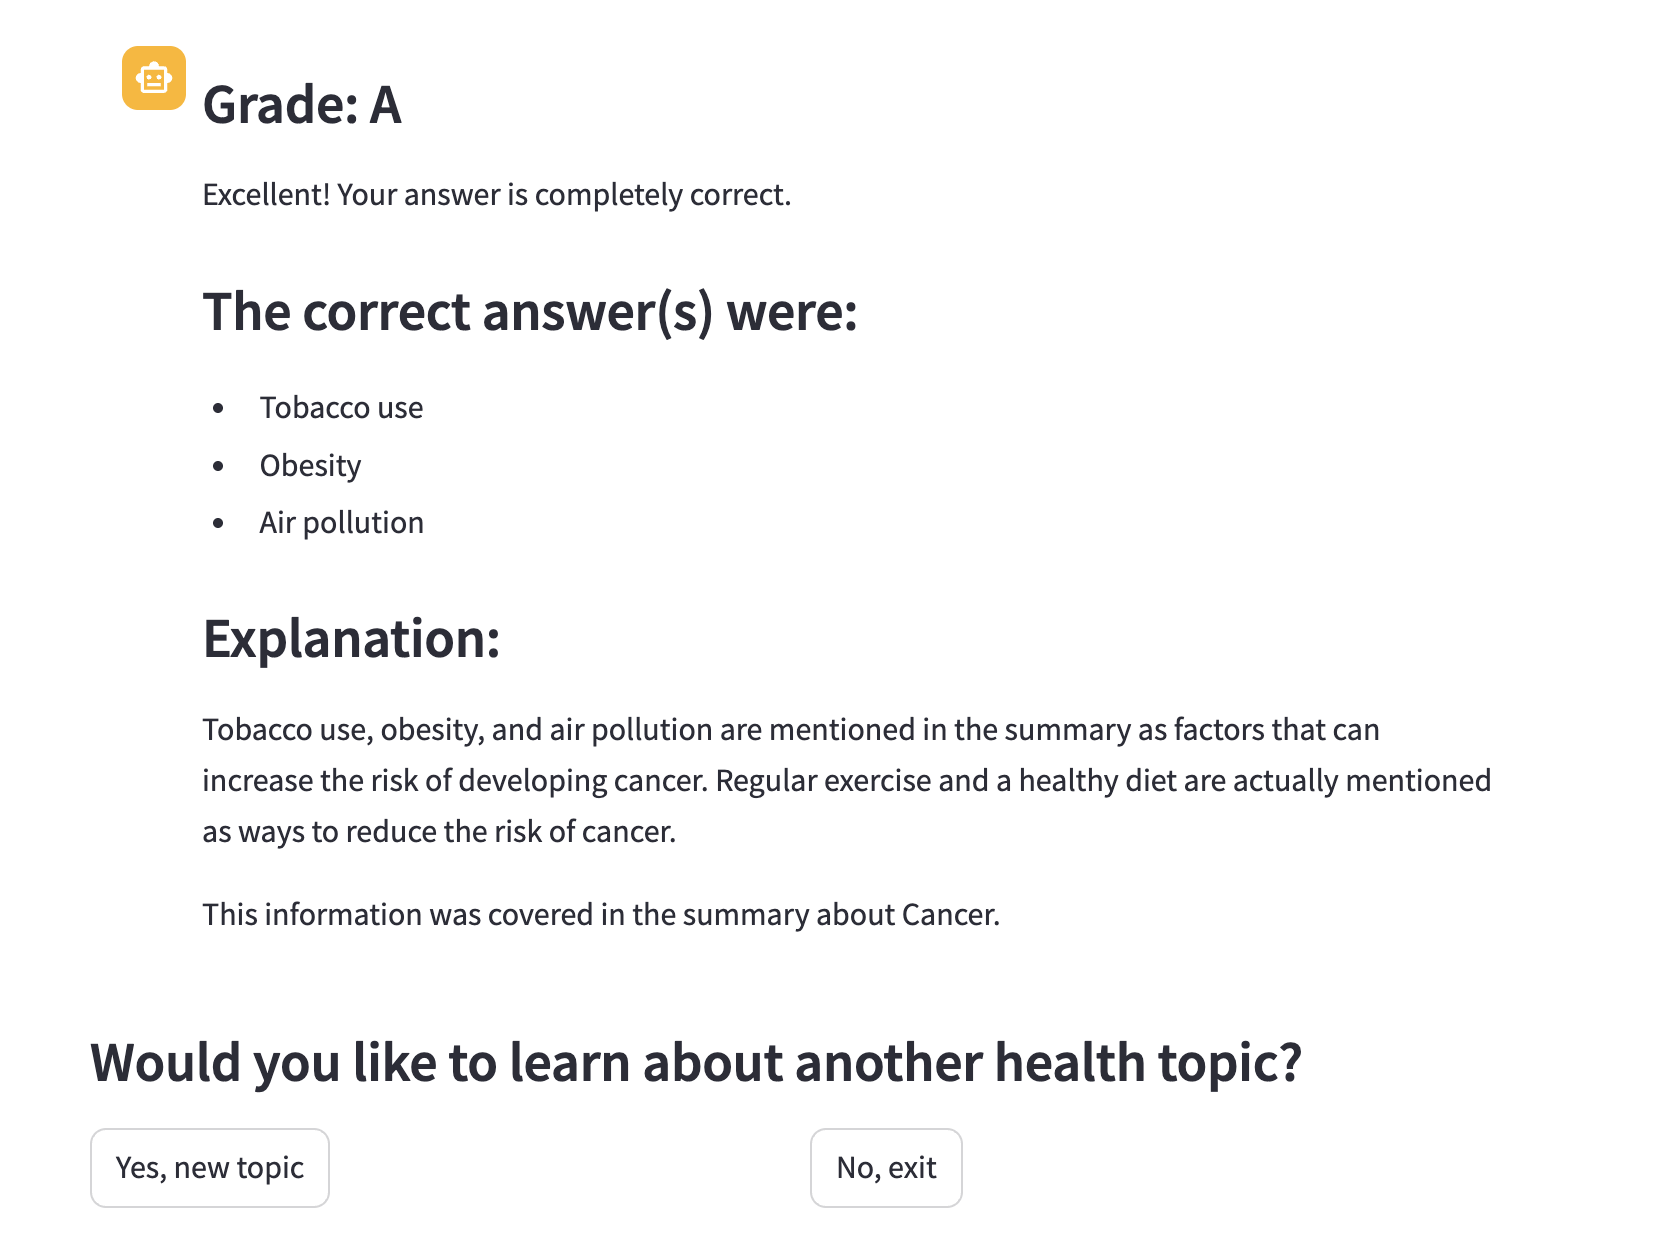 Grade: A
Excellent! Your answer is completely correct.
The correct answer(s) were:
• Tobacco use
• Obesity
• Air pollution
Explanation:
Tobacco use, obesity, and air pollution are mentioned in the summary as factors that can
increase the risk of developing cancer. Regular exercise and a healthy diet are actually mentioned
as ways to reduce the risk of cancer.
This information was covered in the summary about Cancer.
Would you like to learn about another health topic?
Yes, new topic
No, exit